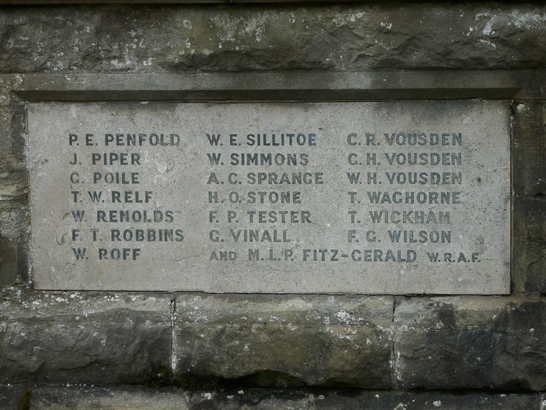 P. E. PENFOLD
J. PIPER
G. POILE
T. W. RELF
W. RENOLDS
F. T. ROBBINS
W. ROFF
W. E. SILLITOE
W. SIMMONS
A. G. SPRANGE
H. O. STONE
F. P. TESTER
G. VINALL
C. R. VOUSDEN
G. H. VOUSDEN
W. H. VOUSDEN
T. WAGHORNE
T. WICKHAM
F. G. WILSON
AND M. L. P. FITZ-GERALD W.R.A.F.